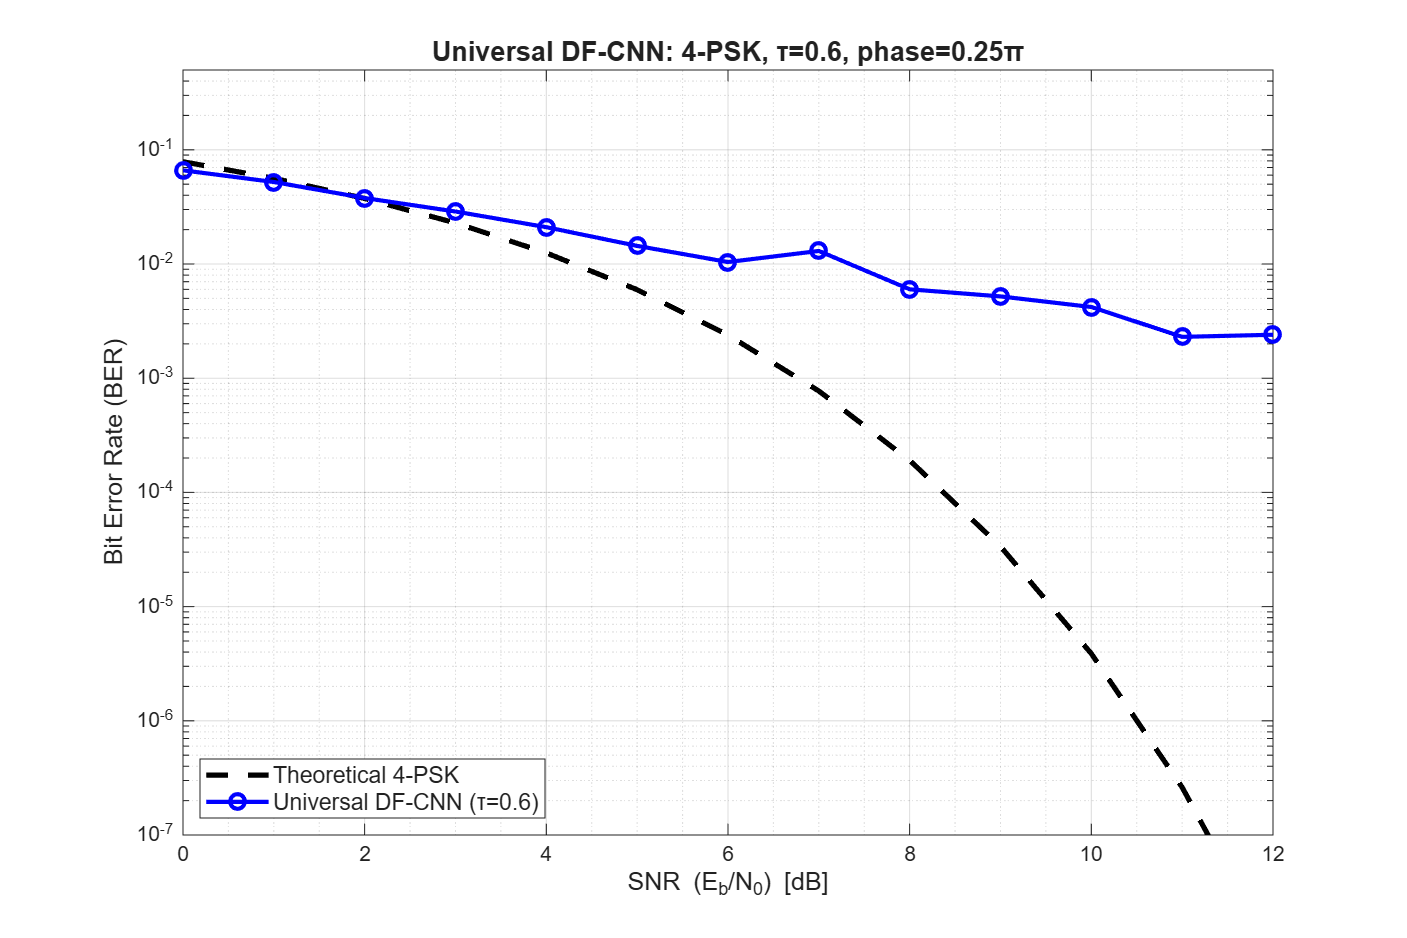 Universal DF-CNN: 4-PSK, τ=0.6, phase=0.25π
10-1
10-2
10-3
10-4
10-5
10-6
10-7
Bit Error Rate (BER)
Theoretical 4-PSK
Universal DF-CNN (τ=0.6)
0 2 4 6 8 10 12
SNR (Eb/N0) [dB]